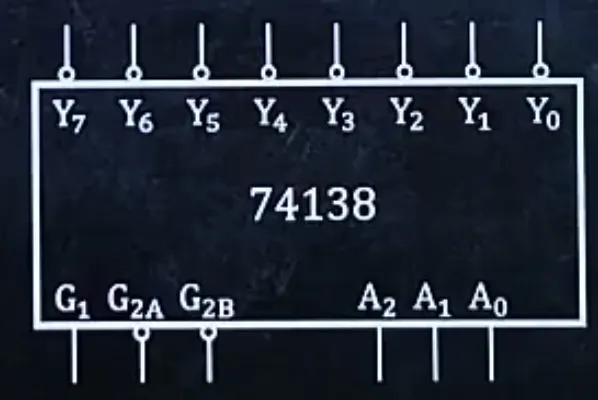 Y₇ Y₆ Y₅ Y₄ Y₃ Y₂ Y₁ Y₀
74138
G₁ G₂A G₂B A₂ A₁ A₀